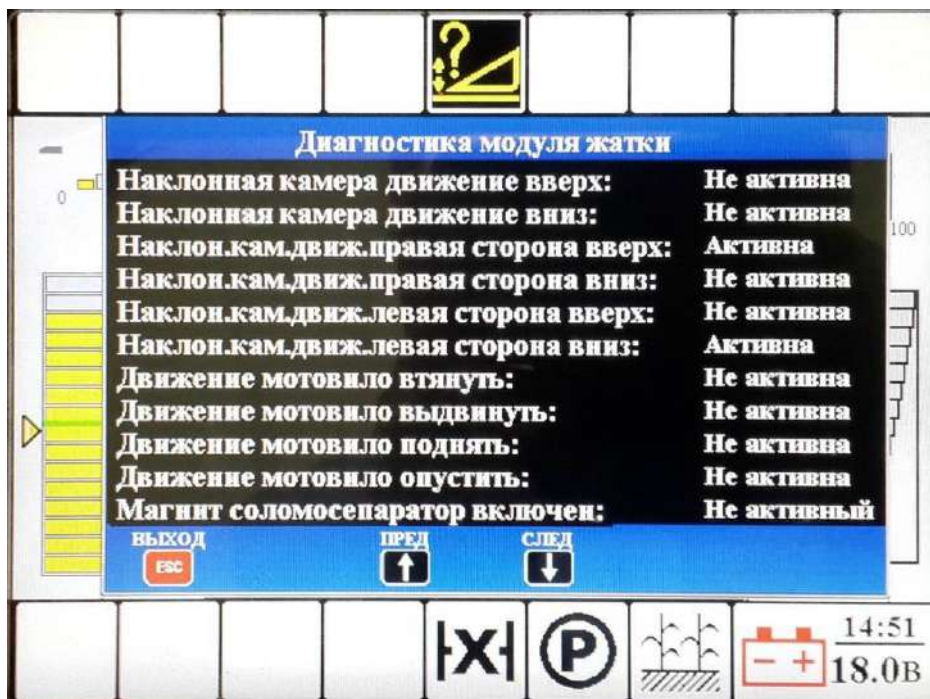 ?
Диагностика модуля жатки
0
100
Наклонная камера движение вверх: Не активна
Наклонная камера движение вниз: Не активна
Наклон.кам.движ.правая сторона вверх: Активна
Наклон.кам.движ.правая сторона вниз: Не активна
Наклон.кам.движ.левая сторона вверх: Не активна
Наклон.кам.движ.левая сторона вниз: Активна
Движение мотовило втянуть: Не активна
Движение мотовило выдвинуть: Не активна
Движение мотовило поднять: Не активна
Движение мотовило опустить: Не активна
Магнит соломосепаратор включен: Не активный
ВЫХОД ПРЕД СЛЕД
ESC
X P - + 14:51
18.0В